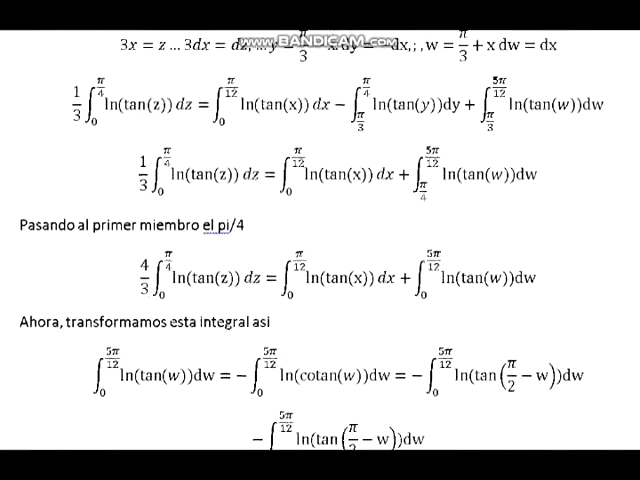 3x = z ... 3dx = dz, ... y = π/3 − x dy = −dx, ; , w = π/3 + x dw = dx
WWW.BANDICAM.COM
1/3 ∫_0^{π/4} ln(tan(z)) dz = ∫_0^{π/12} ln(tan(x)) dx − ∫_{π/3}^{π/4} ln(tan(y))dy + ∫_{π/3}^{5π/12} ln(tan(w))dw
1/3 ∫_0^{π/4} ln(tan(z)) dz = ∫_0^{π/12} ln(tan(x)) dx + ∫_{π/4}^{5π/12} ln(tan(w))dw
Pasando al primer miembro el pi/4
4/3 ∫_0^{π/4} ln(tan(z)) dz = ∫_0^{π/12} ln(tan(x)) dx + ∫_0^{5π/12} ln(tan(w))dw
Ahora, transformamos esta integral asi
∫_0^{5π/12} ln(tan(w))dw = − ∫_0^{5π/12} ln(cotan(w))dw = − ∫_0^{5π/12} ln(tan(π/2 − w))dw
− ∫^{5π/12} ln(tan(π/2 − w))dw